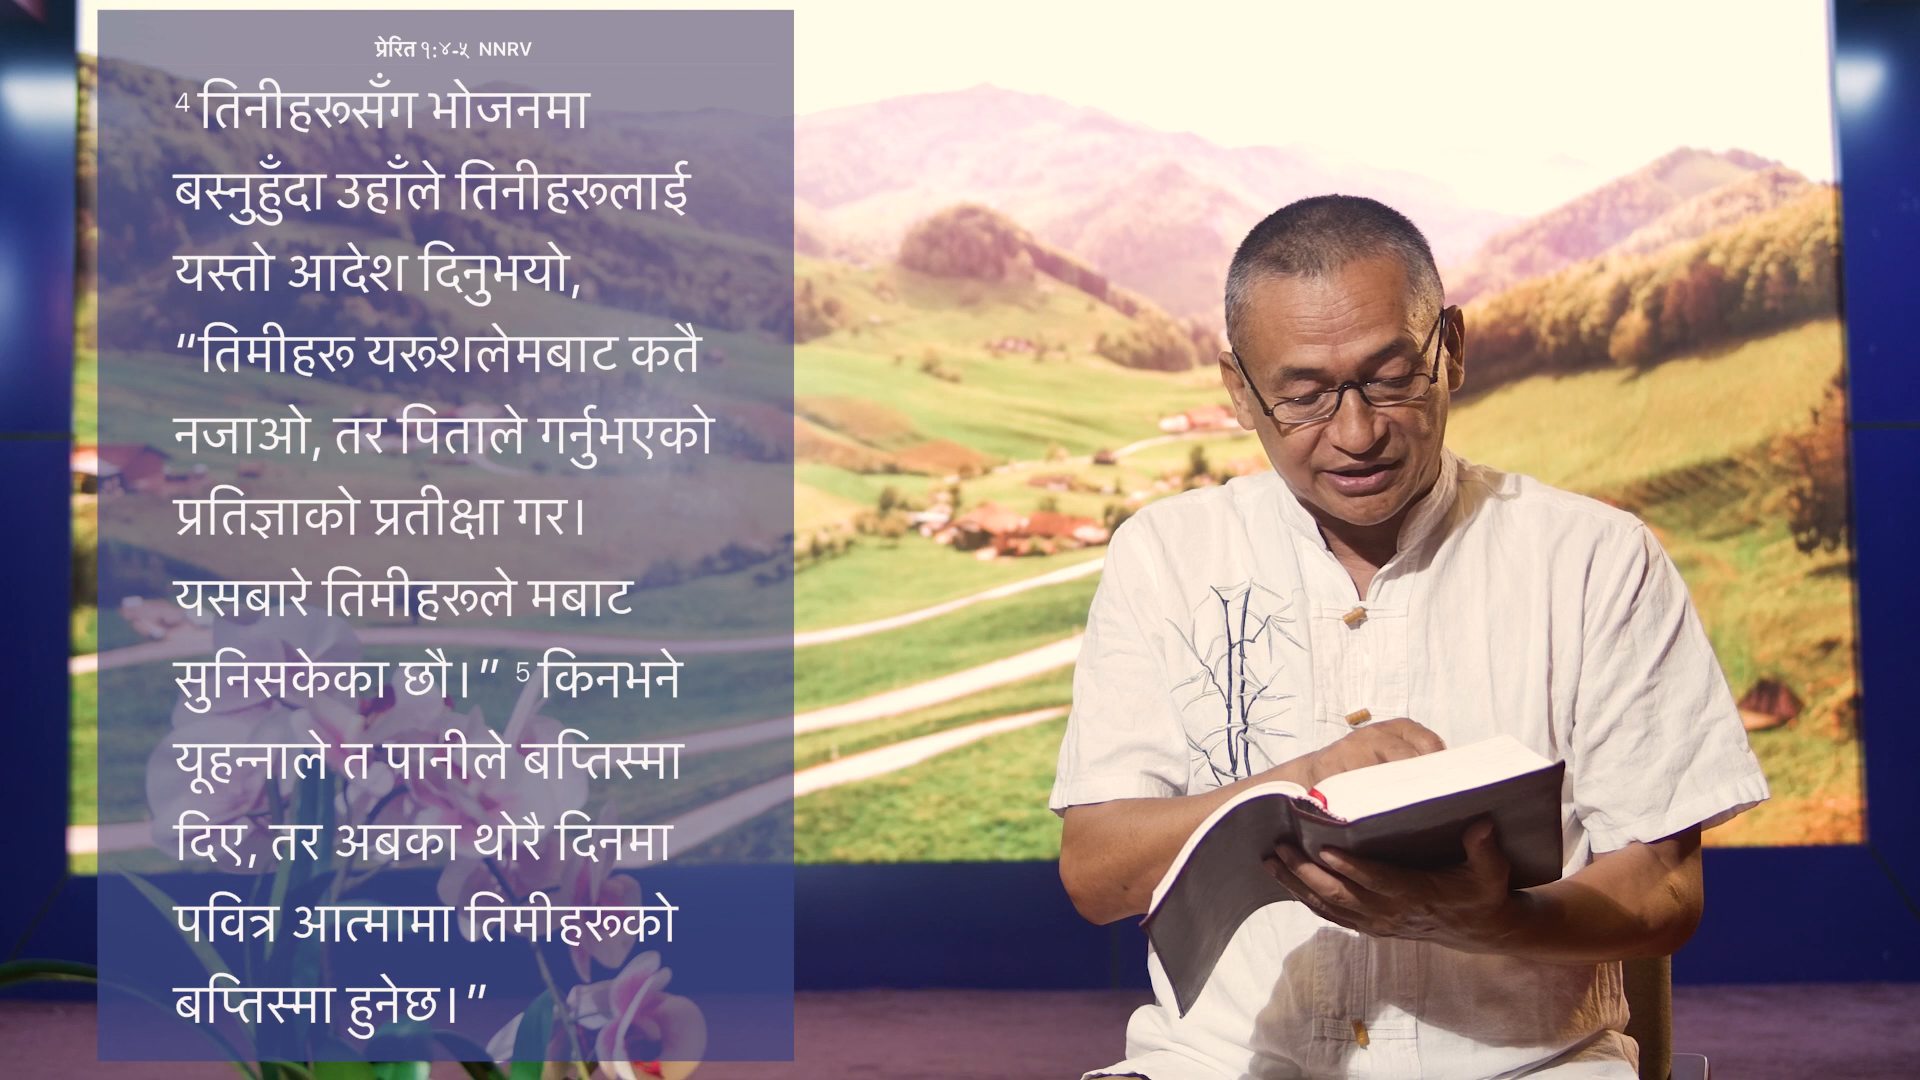 प्रेरित १:४-५ NNRV
4 तिनीहरूसँग भोजनमा
बस्नुहुँदा उहाँले तिनीहरूलाई
यस्तो आदेश दिनुभयो,
“तिमीहरू यरूशलेमबाट कतै
नजाओ, तर पिताले गर्नुभएको
प्रतिज्ञाको प्रतीक्षा गर।
यसबारे तिमीहरूले मबाट
सुनिसकेका छौ।” 5 किनभने
यूहन्नाले त पानीले बप्तिस्मा
दिए, तर अबका थोरै दिनमा
पवित्र आत्मामा तिमीहरूको
बप्तिस्मा हुनेछ।”